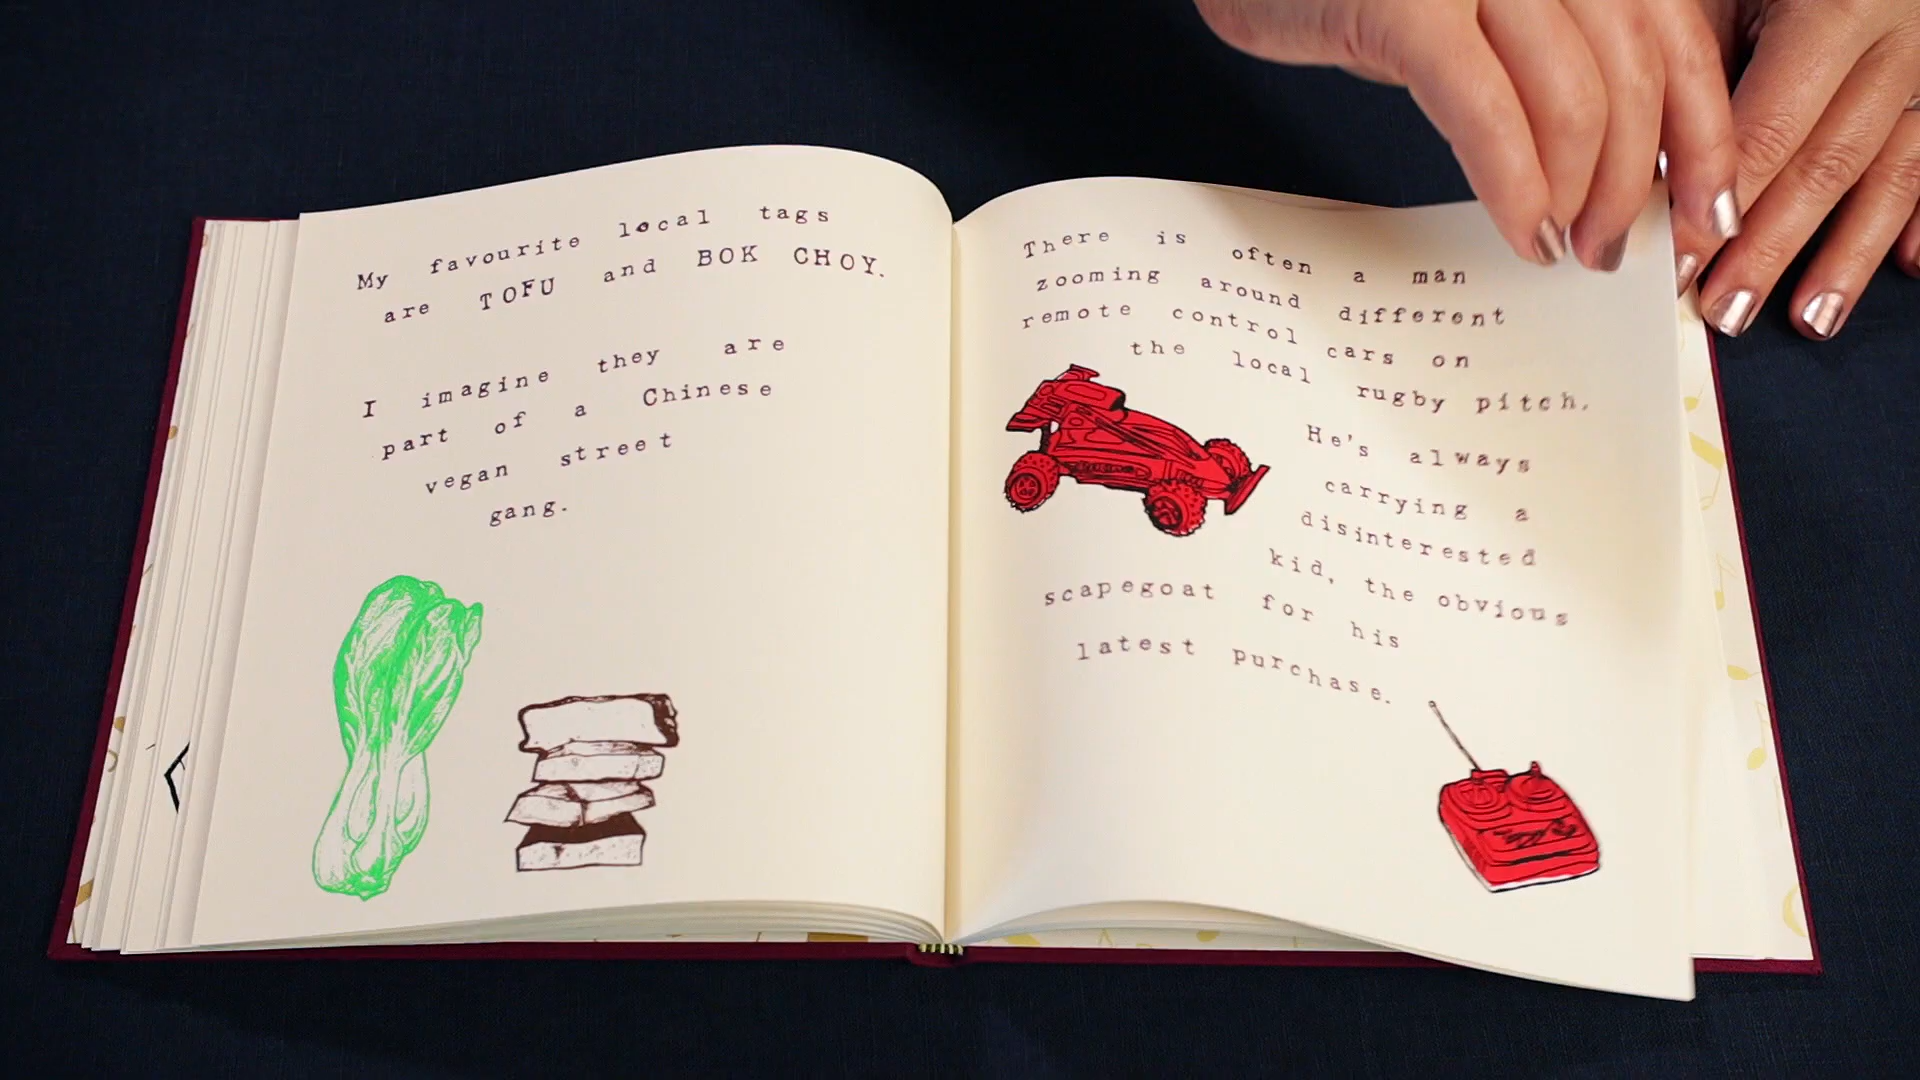 My favourite local tags
are TOFU and BOK CHOY.
I imagine they are
part of a Chinese
vegan street
gang.
There is often a man
zooming around different
remote control cars on
the local rugby pitch.
He's always
carrying a
disinterested
kid, the obvious
scapegoat for his
latest purchase.